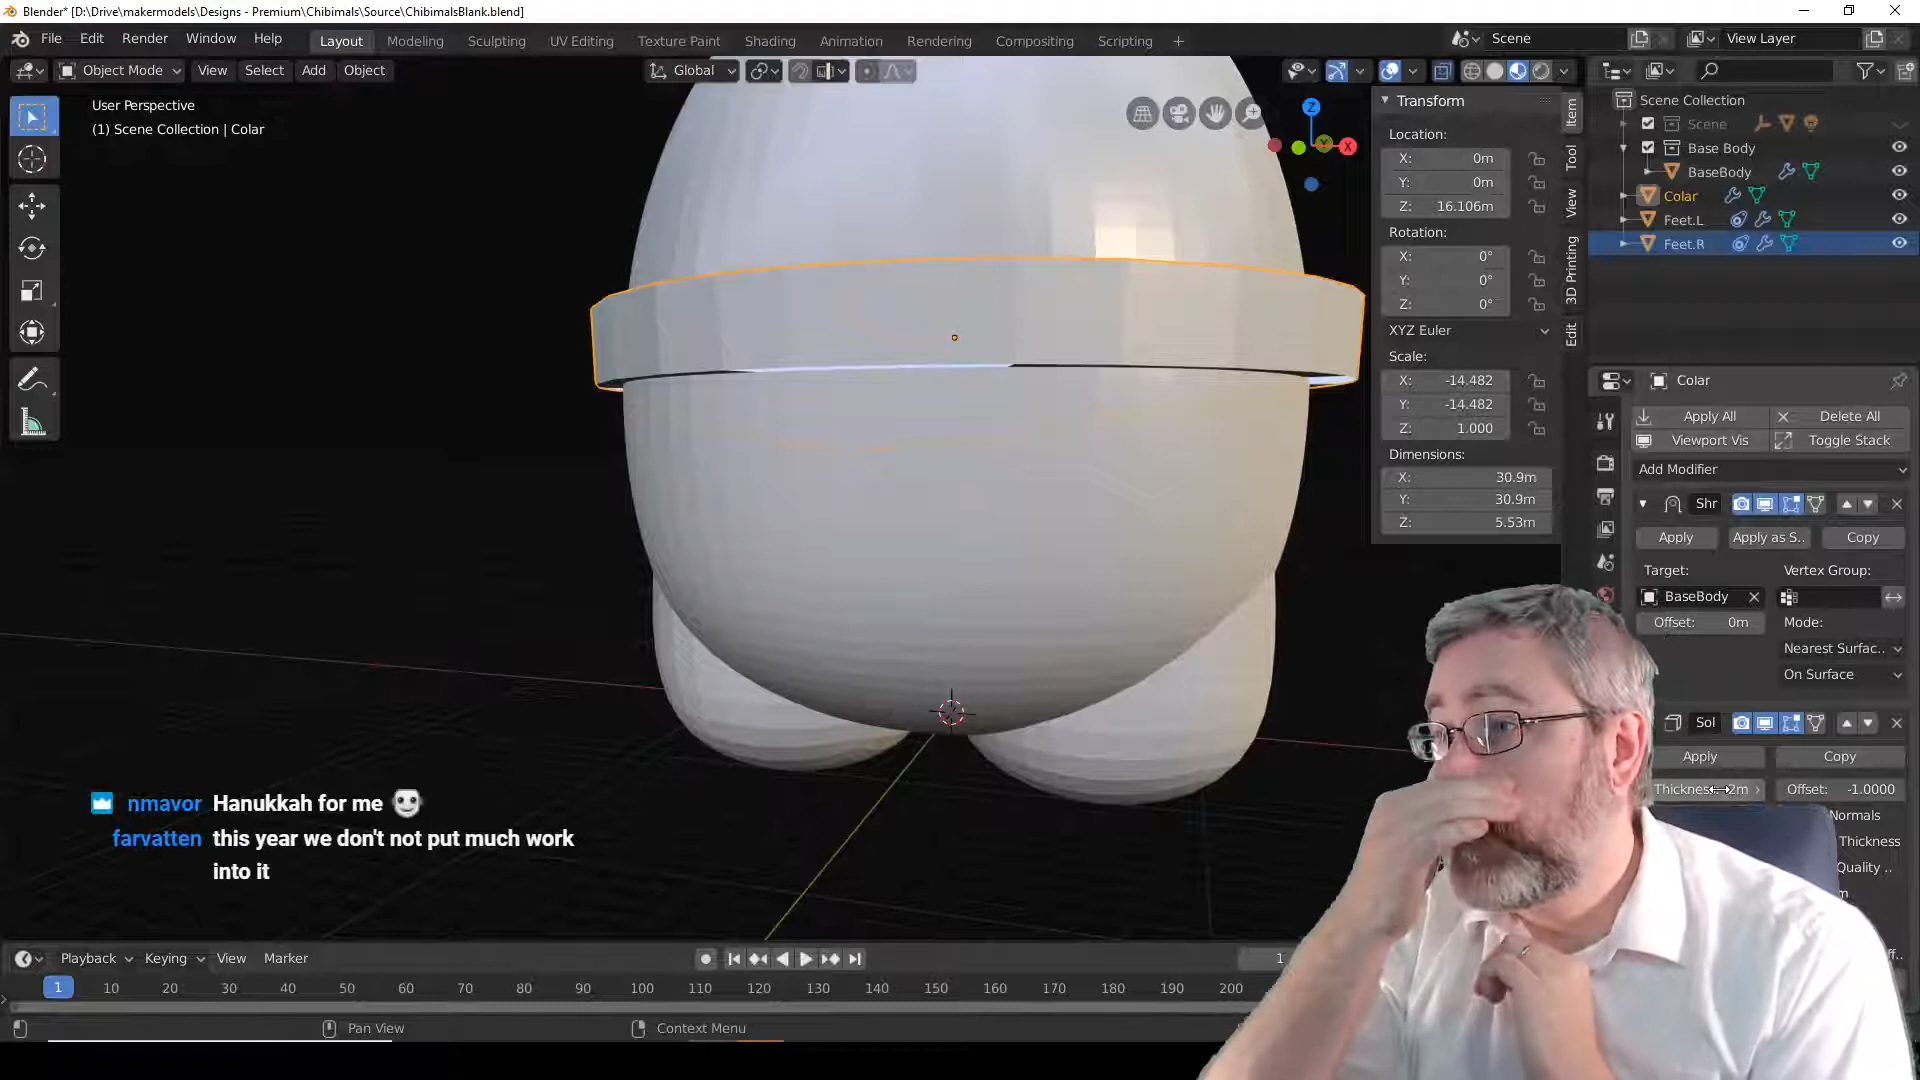 Blender* [D:\Drive\makermodels\Designs - Premium\Chibimals\Source\ChibimalsBlank.blend]
File Edit Render Window Help
Layout Modeling Sculpting UV Editing Texture Paint Shading Animation Rendering Compositing Scripting +
Scene
View Layer
Object Mode View Select Add Object
Global
User Perspective
(1) Scene Collection | Colar
Z
X
Transform
Location:
X: 0m
Y: 0m
Z: 16.106m
Rotation:
X: 0°
Y: 0°
Z: 0°
XYZ Euler
Scale:
X: -14.482
Y: -14.482
Z: 1.000
Dimensions:
X: 30.9m
Y: 30.9m
Z: 5.53m
Item
Tool
View
3D Printing
Edit
Scene Collection
Scene
Base Body
BaseBody
Colar
Feet.L
Feet.R
Colar
Apply All Delete All
Viewport Vis Toggle Stack
Add Modifier
Shr
Apply Apply as S.. Copy
Target: Vertex Group:
BaseBody
Offset: 0m Mode:
Nearest Surfac..
On Surface
Sol
Apply Copy
Offset: -1.0000
Normals
Thickness
Quality ..
nmavor Hanukkah for me
farvatten this year we don't not put much work
into it
Playback Keying View Marker
1
1 10 20 30 40 50 60 70 80 90 100 110 120 130 140 150 160 170 180 190 200
Pan View
Context Menu